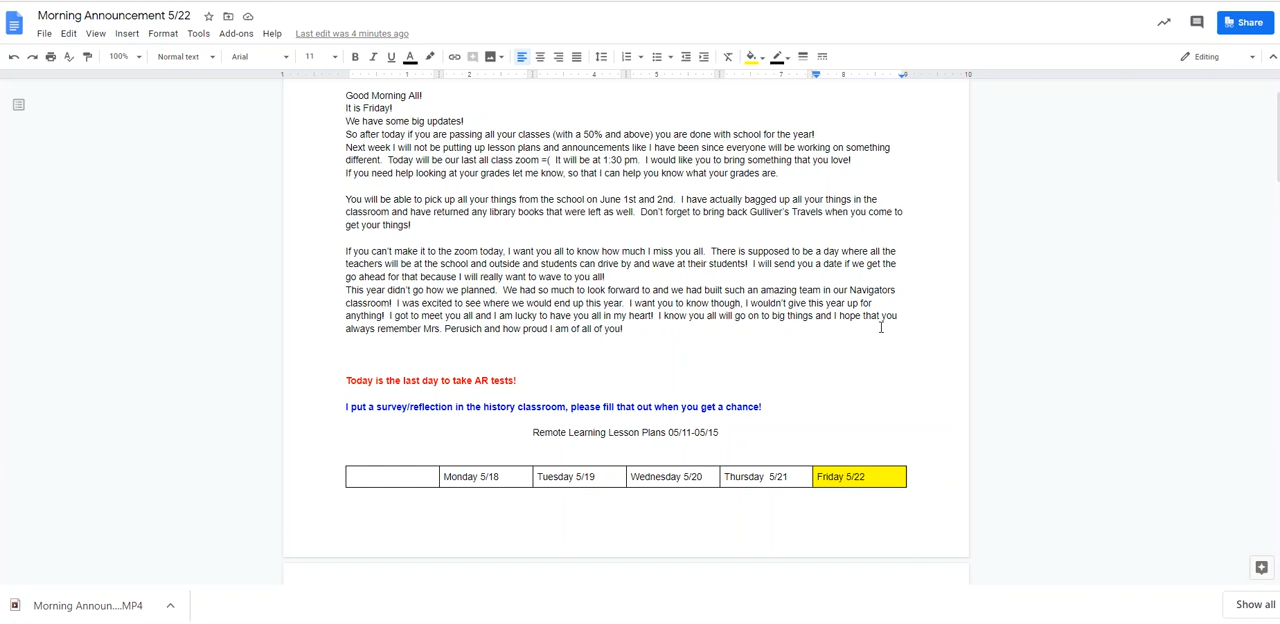 Morning Announcement 5/22
File Edit View Insert Format Tools Add-ons Help Last edit was 4 minutes ago
Share
100% Normal text Arial 11 B I U A Editing
1 1 2 3 4 5 6 7 8 9 10
Good Morning All!
It is Friday!
We have some big updates!
So after today if you are passing all your classes (with a 50% and above) you are done with school for the year!
Next week I will not be putting up lesson plans and announcements like I have been since everyone will be working on something
different. Today will be our last all class zoom =( It will be at 1:30 pm. I would like you to bring something that you love!
If you need help looking at your grades let me know, so that I can help you know what your grades are.
You will be able to pick up all your things from the school on June 1st and 2nd. I have actually bagged up all your things in the
classroom and have returned any library books that were left as well. Don't forget to bring back Gulliver's Travels when you come to
get your things!
If you can't make it to the zoom today, I want you all to know how much I miss you all. There is supposed to be a day where all the
teachers will be at the school and outside and students can drive by and wave at their students! I will send you a date if we get the
go ahead for that because I will really want to wave to you all!
This year didn't go how we planned. We had so much to look forward to and we had built such an amazing team in our Navigators
classroom! I was excited to see where we would end up this year. I want you to know though, I wouldn't give this year up for
anything! I got to meet you all and I am lucky to have you all in my heart! I know you all will go on to big things and I hope that you
always remember Mrs. Perusich and how proud I am of all of you!
Today is the last day to take AR tests!
I put a survey/reflection in the history classroom, please fill that out when you get a chance!
Remote Learning Lesson Plans 05/11-05/15
Monday 5/18 Tuesday 5/19 Wednesday 5/20 Thursday 5/21 Friday 5/22
Morning Announ....MP4
Show all